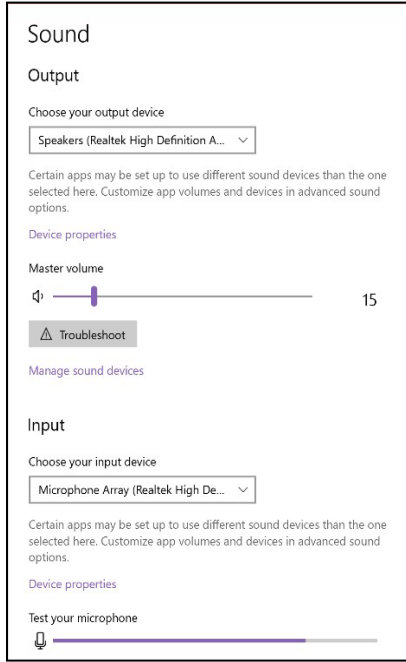 Sound
Output
Choose your output device
Speakers (Realtek High Definition A...
Certain apps may be set up to use different sound devices than the one
selected here. Customize app volumes and devices in advanced sound
options.
Device properties
Master volume
15
Troubleshoot
Manage sound devices
Input
Choose your input device
Microphone Array (Realtek High De...
Certain apps may be set up to use different sound devices than the one
selected here. Customize app volumes and devices in advanced sound
options.
Device properties
Test your microphone